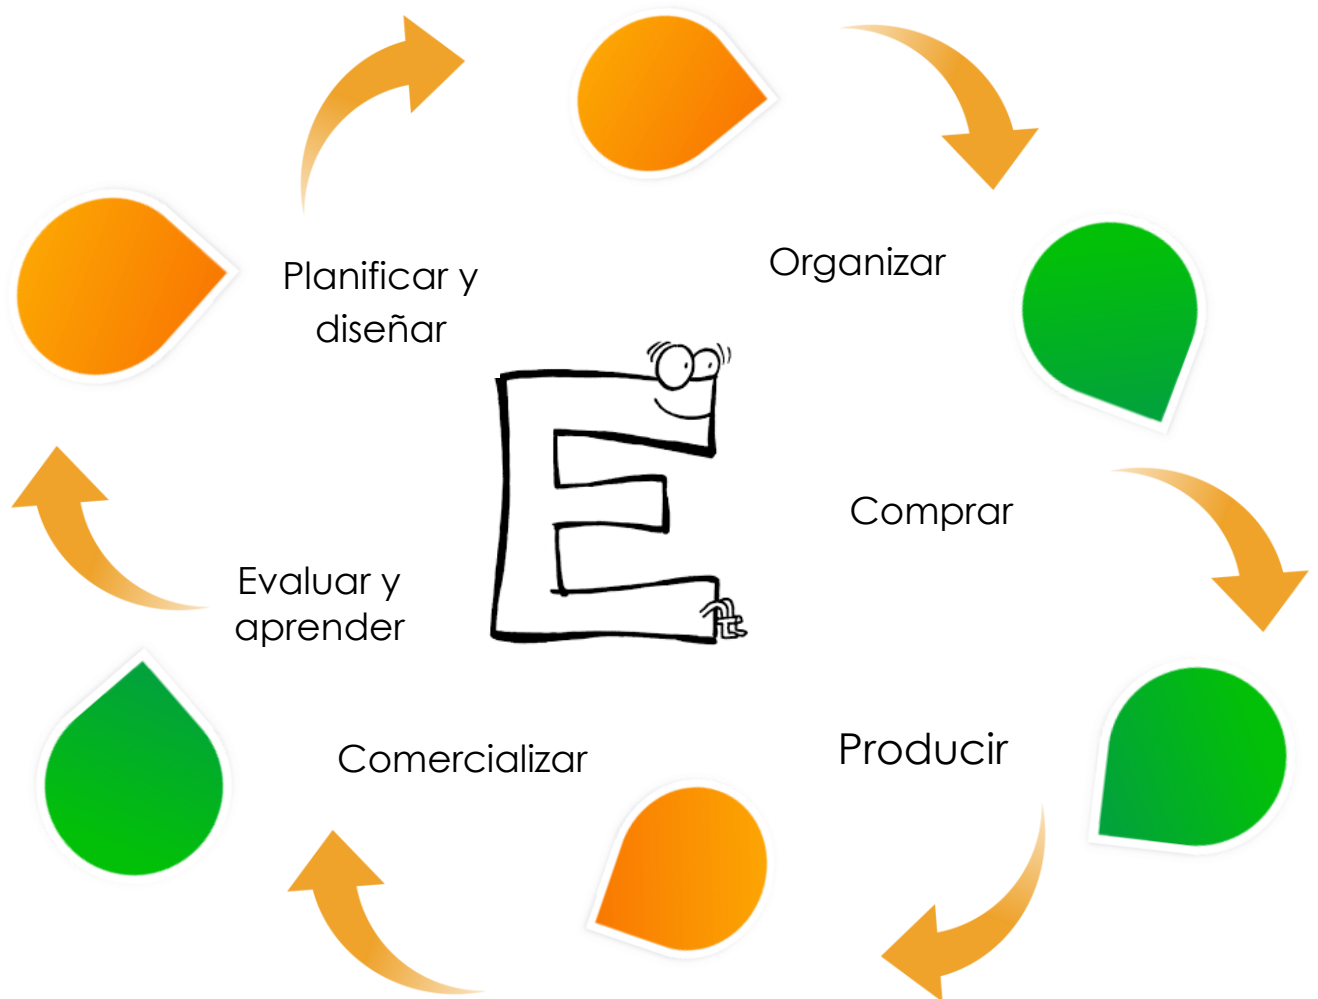 Planificar y
diseñar
Organizar
Comprar
Producir
Comercializar
Evaluar y
aprender
E